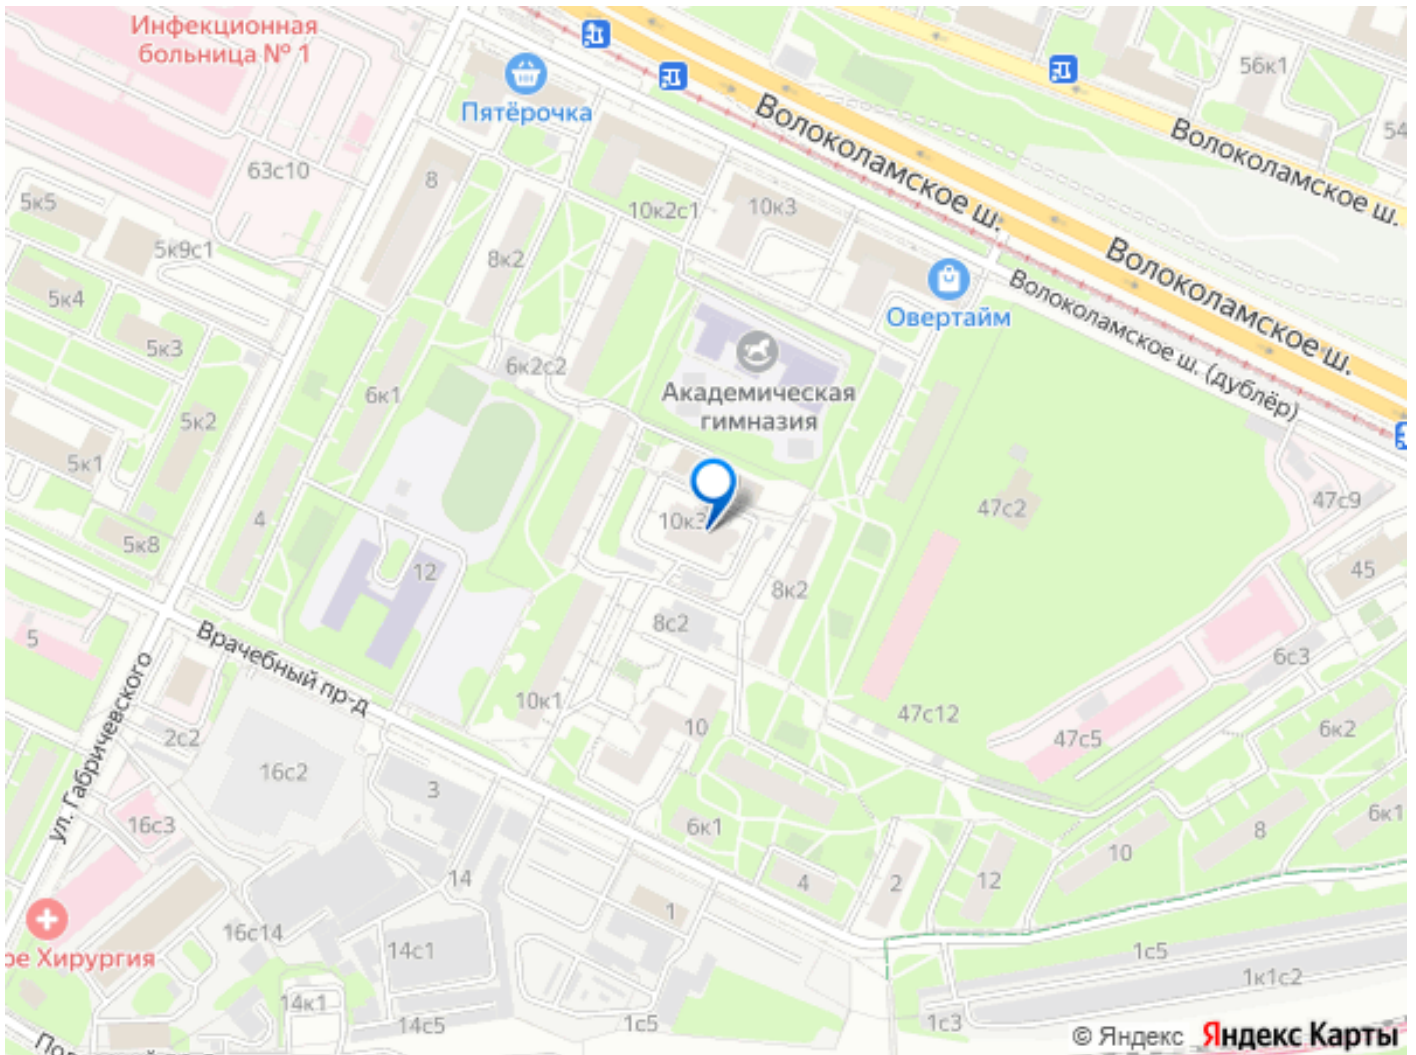 Инфекционная
больница № 1
Пятёрочка
56к1
54
Волоколамское ш.
Волоколамское ш.
63с10
8
5к5
10к2с1
10к3
5к9с1
8к2
Волоколамское ш.
Волоколамское ш. (дублёр)
5к4
Овертайм
5к3
6к2с2
Академическая
гимназия
6к1
5к2
5к1
47с9
47с2
4
10к3
5к8
12
45
8к2
8с2
5
Врачебный пр-д
6с3
ул. Габричевского
10к1
47с12
10
6к2
2с2
47с5
16с2
3
16с3
6к1
6к1
8
10
14
4
2
12
1
16с14
14с1
ре Хирургия
1с5
1к1с2
14к1
14с5
1с5
1с3
© Яндекс Яндекс Карты